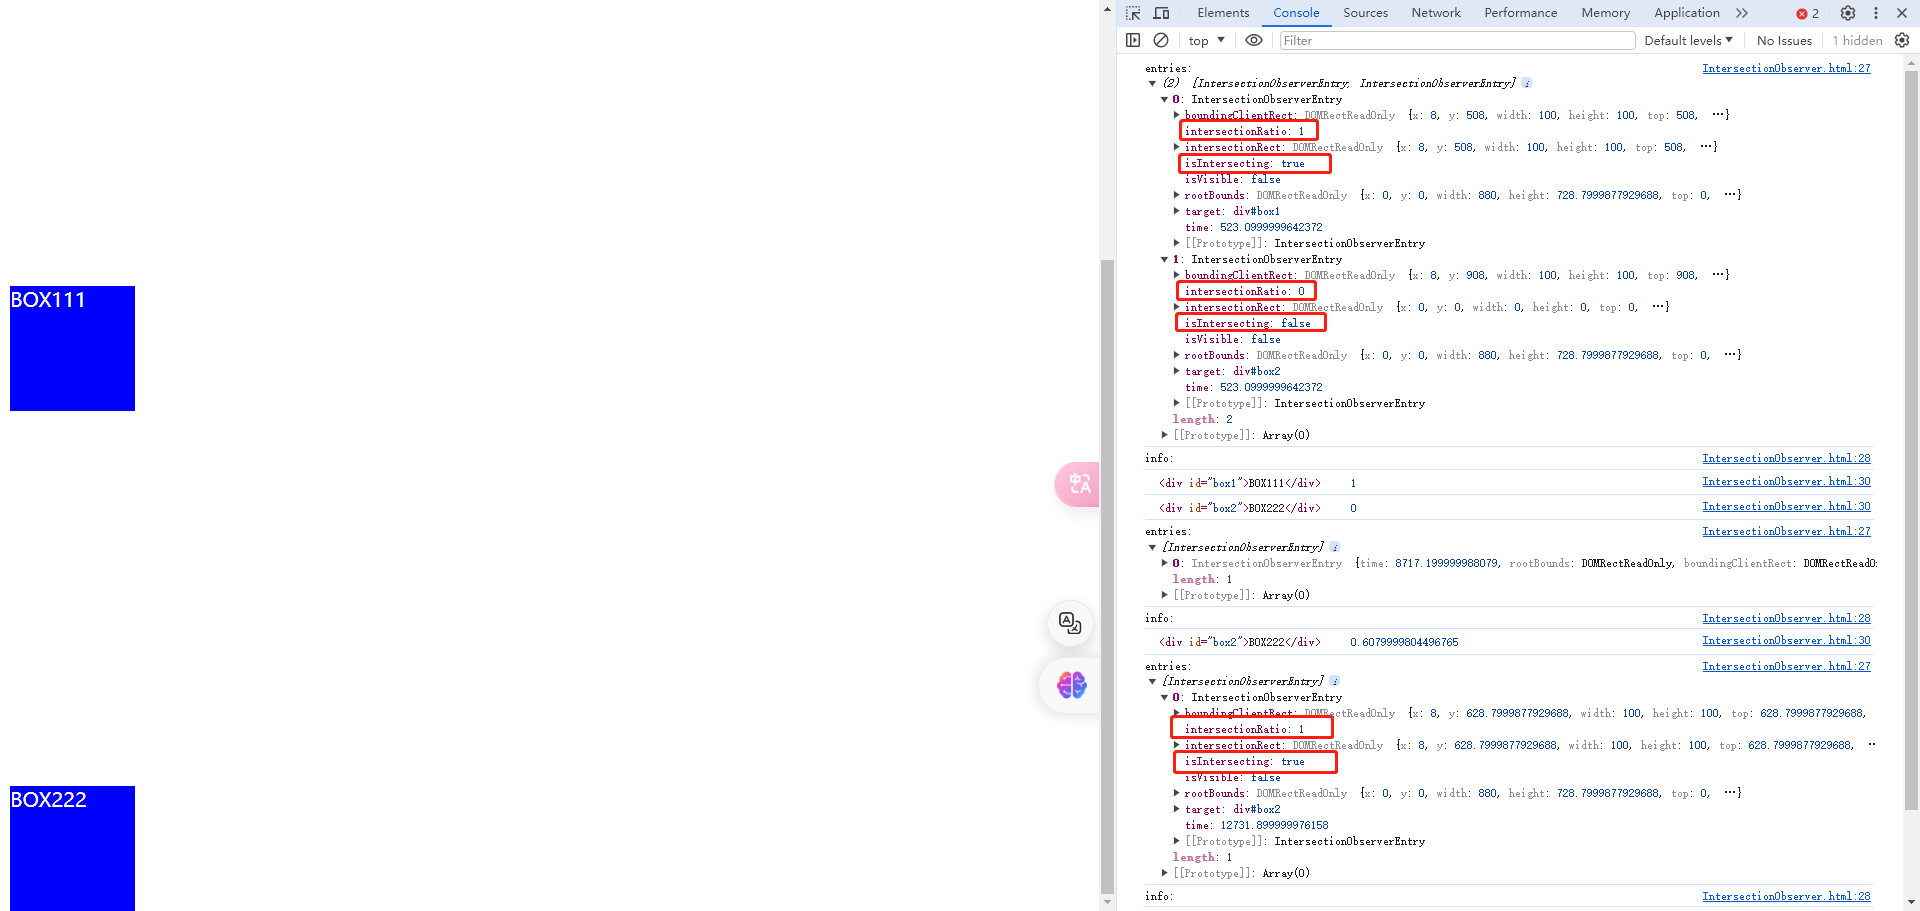 BOX111
BOX222
中A
A
Elements Console Sources Network Performance Memory Application 2
top Filter Default levels No Issues 1 hidden
entries: IntersectionObserver.html:27
(2) [IntersectionObserverEntry, IntersectionObserverEntry] i
0: IntersectionObserverEntry
boundingClientRect: DOMRectReadOnly {x: 8, y: 508, width: 100, height: 100, top: 508, …}
intersectionRatio: 1
intersectionRect: DOMRectReadOnly {x: 8, y: 508, width: 100, height: 100, top: 508, …}
isIntersecting: true
isVisible: false
rootBounds: DOMRectReadOnly {x: 0, y: 0, width: 880, height: 728.7999877929688, top: 0, …}
target: div#box1
time: 523.0999999642372
[[Prototype]]: IntersectionObserverEntry
1: IntersectionObserverEntry
boundingClientRect: DOMRectReadOnly {x: 8, y: 908, width: 100, height: 100, top: 908, …}
intersectionRatio: 0
intersectionRect: DOMRectReadOnly {x: 0, y: 0, width: 0, height: 0, top: 0, …}
isIntersecting: false
isVisible: false
rootBounds: DOMRectReadOnly {x: 0, y: 0, width: 880, height: 728.7999877929688, top: 0, …}
target: div#box2
time: 523.0999999642372
[[Prototype]]: IntersectionObserverEntry
length: 2
[[Prototype]]: Array(0)
info: IntersectionObserver.html:28
<div id="box1">BOX111</div> 1 IntersectionObserver.html:30
<div id="box2">BOX222</div> 0 IntersectionObserver.html:30
entries: IntersectionObserver.html:27
[IntersectionObserverEntry] i
0: IntersectionObserverEntry {time: 8717.199999988079, rootBounds: DOMRectReadOnly, boundingClientRect: DOMRectReadO
length: 1
[[Prototype]]: Array(0)
info: IntersectionObserver.html:28
<div id="box2">BOX222</div> 0.6079999804496765 IntersectionObserver.html:30
entries: IntersectionObserver.html:27
[IntersectionObserverEntry] i
0: IntersectionObserverEntry
boundingClientRect: DOMRectReadOnly {x: 8, y: 628.7999877929688, width: 100, height: 100, top: 628.7999877929688,
intersectionRatio: 1
intersectionRect: DOMRectReadOnly {x: 8, y: 628.7999877929688, width: 100, height: 100, top: 628.7999877929688, …
isIntersecting: true
isVisible: false
rootBounds: DOMRectReadOnly {x: 0, y: 0, width: 880, height: 728.7999877929688, top: 0, …}
target: div#box2
time: 12731.899999976158
[[Prototype]]: IntersectionObserverEntry
length: 1
[[Prototype]]: Array(0)
info: IntersectionObserver.html:28